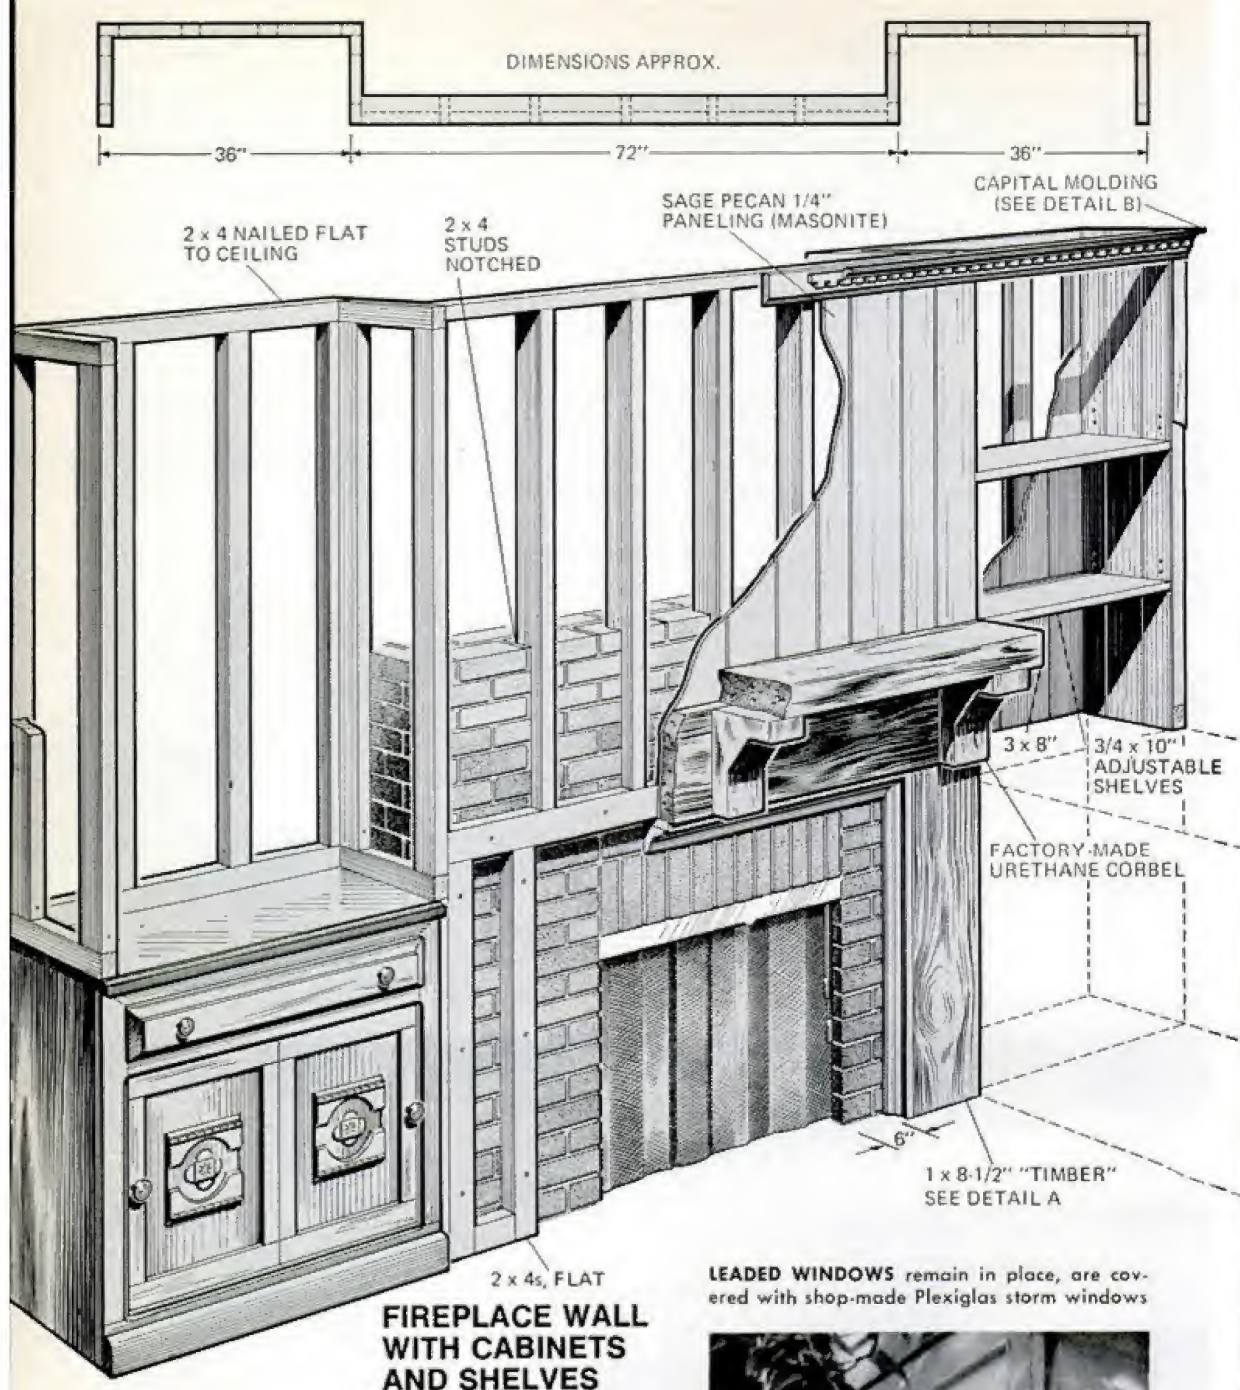 DIMENSIONS APPROX.
36"
72"
36"
CAPITAL MOLDING
(SEE DETAIL B)
SAGE PECAN 1/4"
PANELING (MASONITE)
2 x 4
STUDS
NOTCHED
2 x 4 NAILED FLAT
TO CEILING
3 x 8"
3/4 x 10"
ADJUSTABLE
SHELVES
FACTORY-MADE
URETHANE CORBEL
6"
1 x 8-1/2" "TIMBER"
SEE DETAIL A
2 x 4s, FLAT
FIREPLACE WALL
WITH CABINETS
AND SHELVES
LEADED WINDOWS remain in place, are cov-
ered with shop-made Plexiglas storm windows